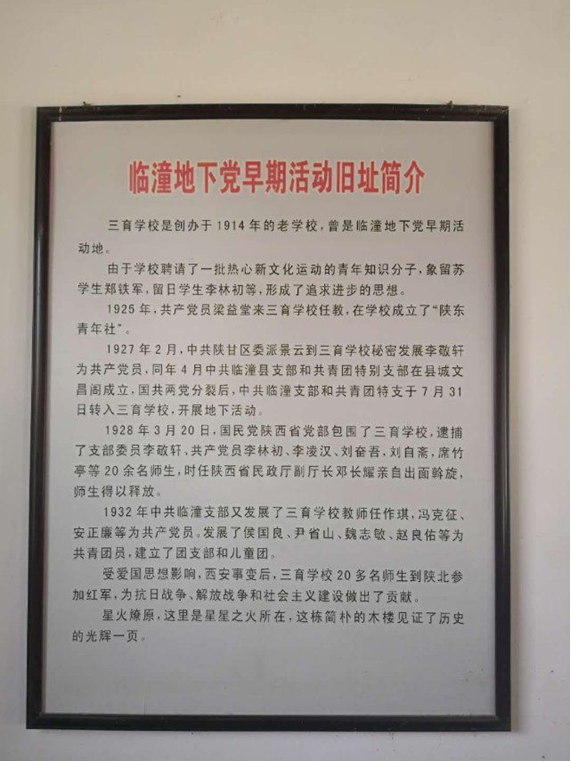 临潼地下党早期活动旧址简介
三育学校是创办于1914年的老学校，曾是临潼地下党早期活
动地。
由于学校聘请了一批热心新文化运动的青年知识分子，象留苏
学生郑铁军，留日学生李林初等，形成了追求进步的思想。
1925年，共产党员梁益堂来三育学校任教，在学校成立了“陕东
青年社”。
1927年2月，中共陕甘区委派景云到三育学校秘密发展李敬轩
为共产党员，同年4月中共临潼县支部和共青团特别支部在县城文
昌阁成立，国共两党分裂后，中共临潼支部和共青团特支于7月31
日转入三育学校，开展地下活动。
1928年3月20日，国民党陕西省党部包围了三育学校，逮捕
了支部委员李敬轩、共产党员李林初、李凌汉、刘奋吾，刘自斋，席竹
亭等20余名师生，时任陕西省民政厅副厅长邓长耀亲自出面斡旋，
师生得以释放。
1932年中共临潼支部又发展了三育学校教师任作琪，冯克征、
安正廉等为共产党员。发展了侯国良、尹省山、魏志敏、赵良佑等为
共青团员，建立了团支部和儿童团。
受爱国思想影响，西安事变后，三育学校20多名师生到陕北参
加红军，为抗日战争、解放战争和社会主义建设做出了贡献。
星火燎原，这里是星星之火所在，这栋简朴的木楼见证了历史
的光辉一页。